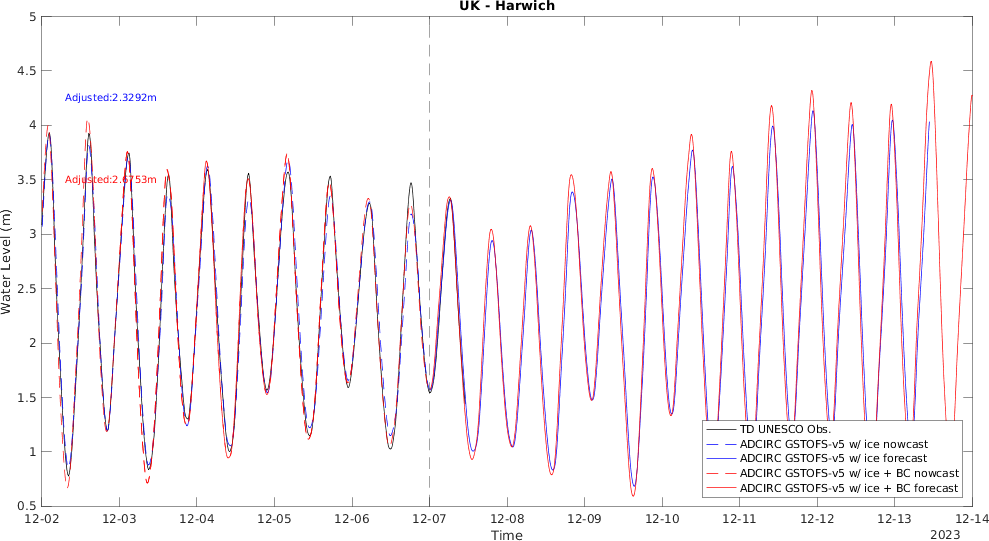 UK - Harwich
5
4.5
4
3.5
3
2.5
2
1.5
1
0.5
Water Level (m)
Adjusted:2.3292m
Adjusted:2.6753m
TD UNESCO Obs.
ADCIRC GSTOFS-v5 w/ ice nowcast
ADCIRC GSTOFS-v5 w/ ice forecast
ADCIRC GSTOFS-v5 w/ ice + BC nowcast
ADCIRC GSTOFS-v5 w/ ice + BC forecast
12-02 12-03 12-04 12-05 12-06 12-07 12-08 12-09 12-10 12-11 12-12 12-13 12-14
Time
2023